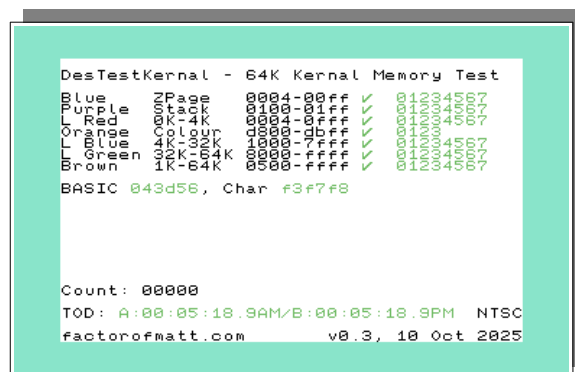 DesTestKernal - 64K Kernal Memory Test
Blue ZPage 0004-00ff ✓ 01234567
Purple Stack 0100-01ff ✓ 01234567
L Red 0K-4K 0004-0fff ✓ 01234567
Orange Colour d800-dbff ✓ 0123
L Blue 4K-32K 1000-7fff ✓ 01234567
L Green 32K-64K 8000-ffff ✓ 01234567
Brown 1K-64K 0500-ffff ✓ 01234567
BASIC 043d56, Char f3f7f8
Count: 00000
TOD: A:00:05:18.9AM/B:00:05:18.9PM NTSC
factorofmatt.com v0.3, 10 Oct 2025